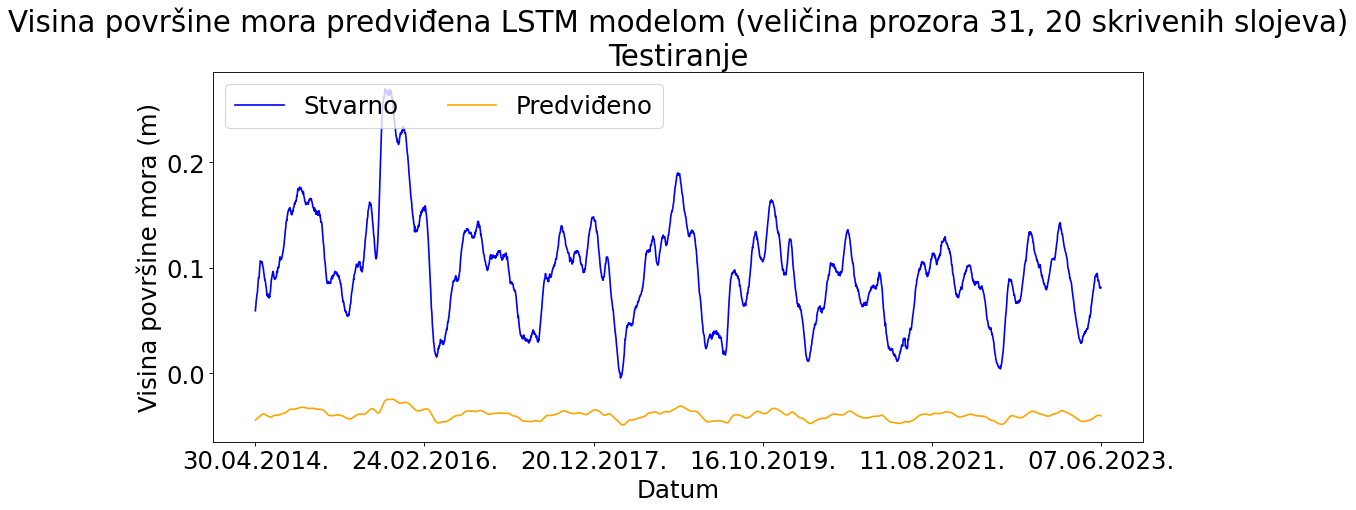 Visina površine mora predviđena LSTM modelom (veličina prozora 31, 20 skrivenih slojeva)
Testiranje
Stvarno
Predviđeno
Visina površine mora (m)
0.2
0.1
0.0
30.04.2014.
24.02.2016.
20.12.2017.
16.10.2019.
11.08.2021.
07.06.2023.
Datum